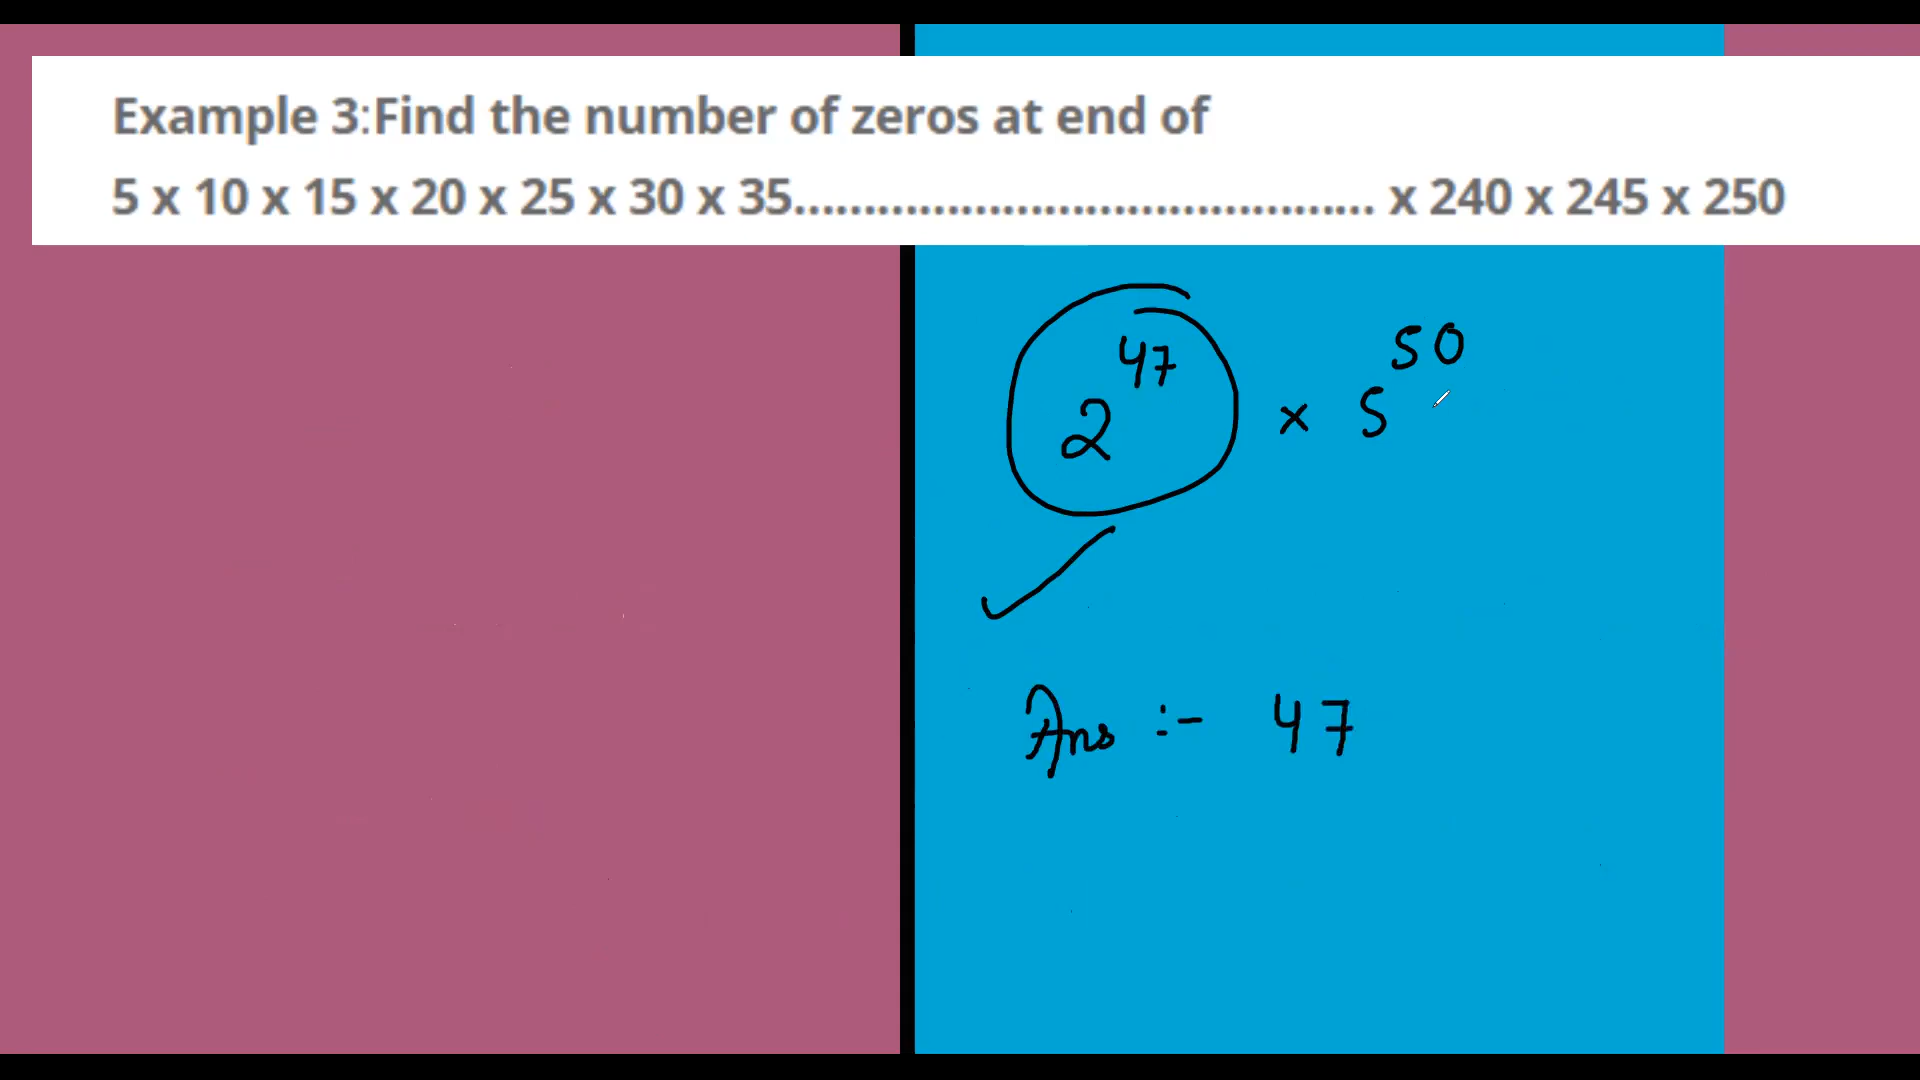 Example 3:Find the number of zeros at end of
5 x 10 x 15 x 20 x 25 x 30 x 35......................................... x 240 x 245 x 250
2^47 x 5^50
Ans :- 47